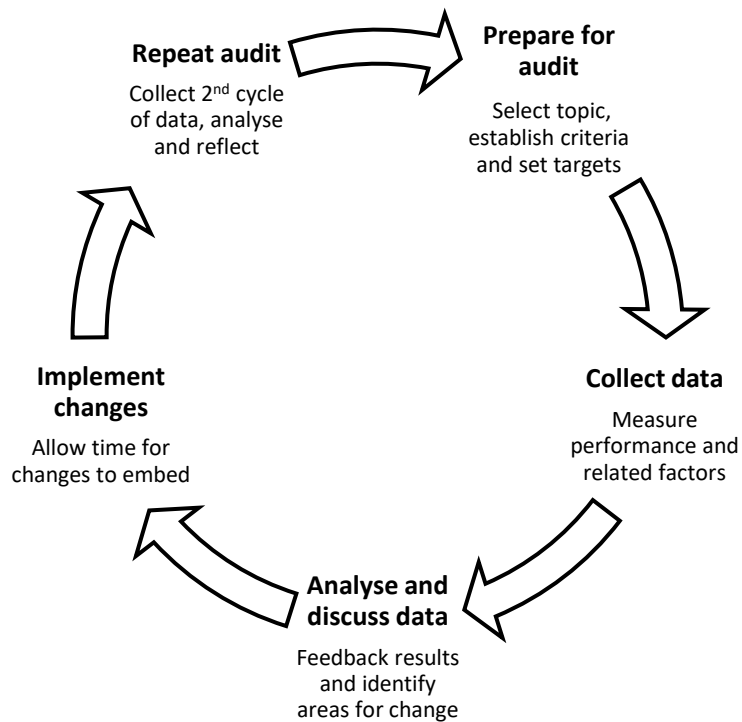 Repeat audit
Collect 2nd cycle
of data, analyse
and reflect
Prepare for
audit
Select topic,
establish criteria
and set targets
Collect data
Measure
performance and
related factors
Analyse and
discuss data
Feedback results
and identify
areas for change
Implement
changes
Allow time for
changes to embed